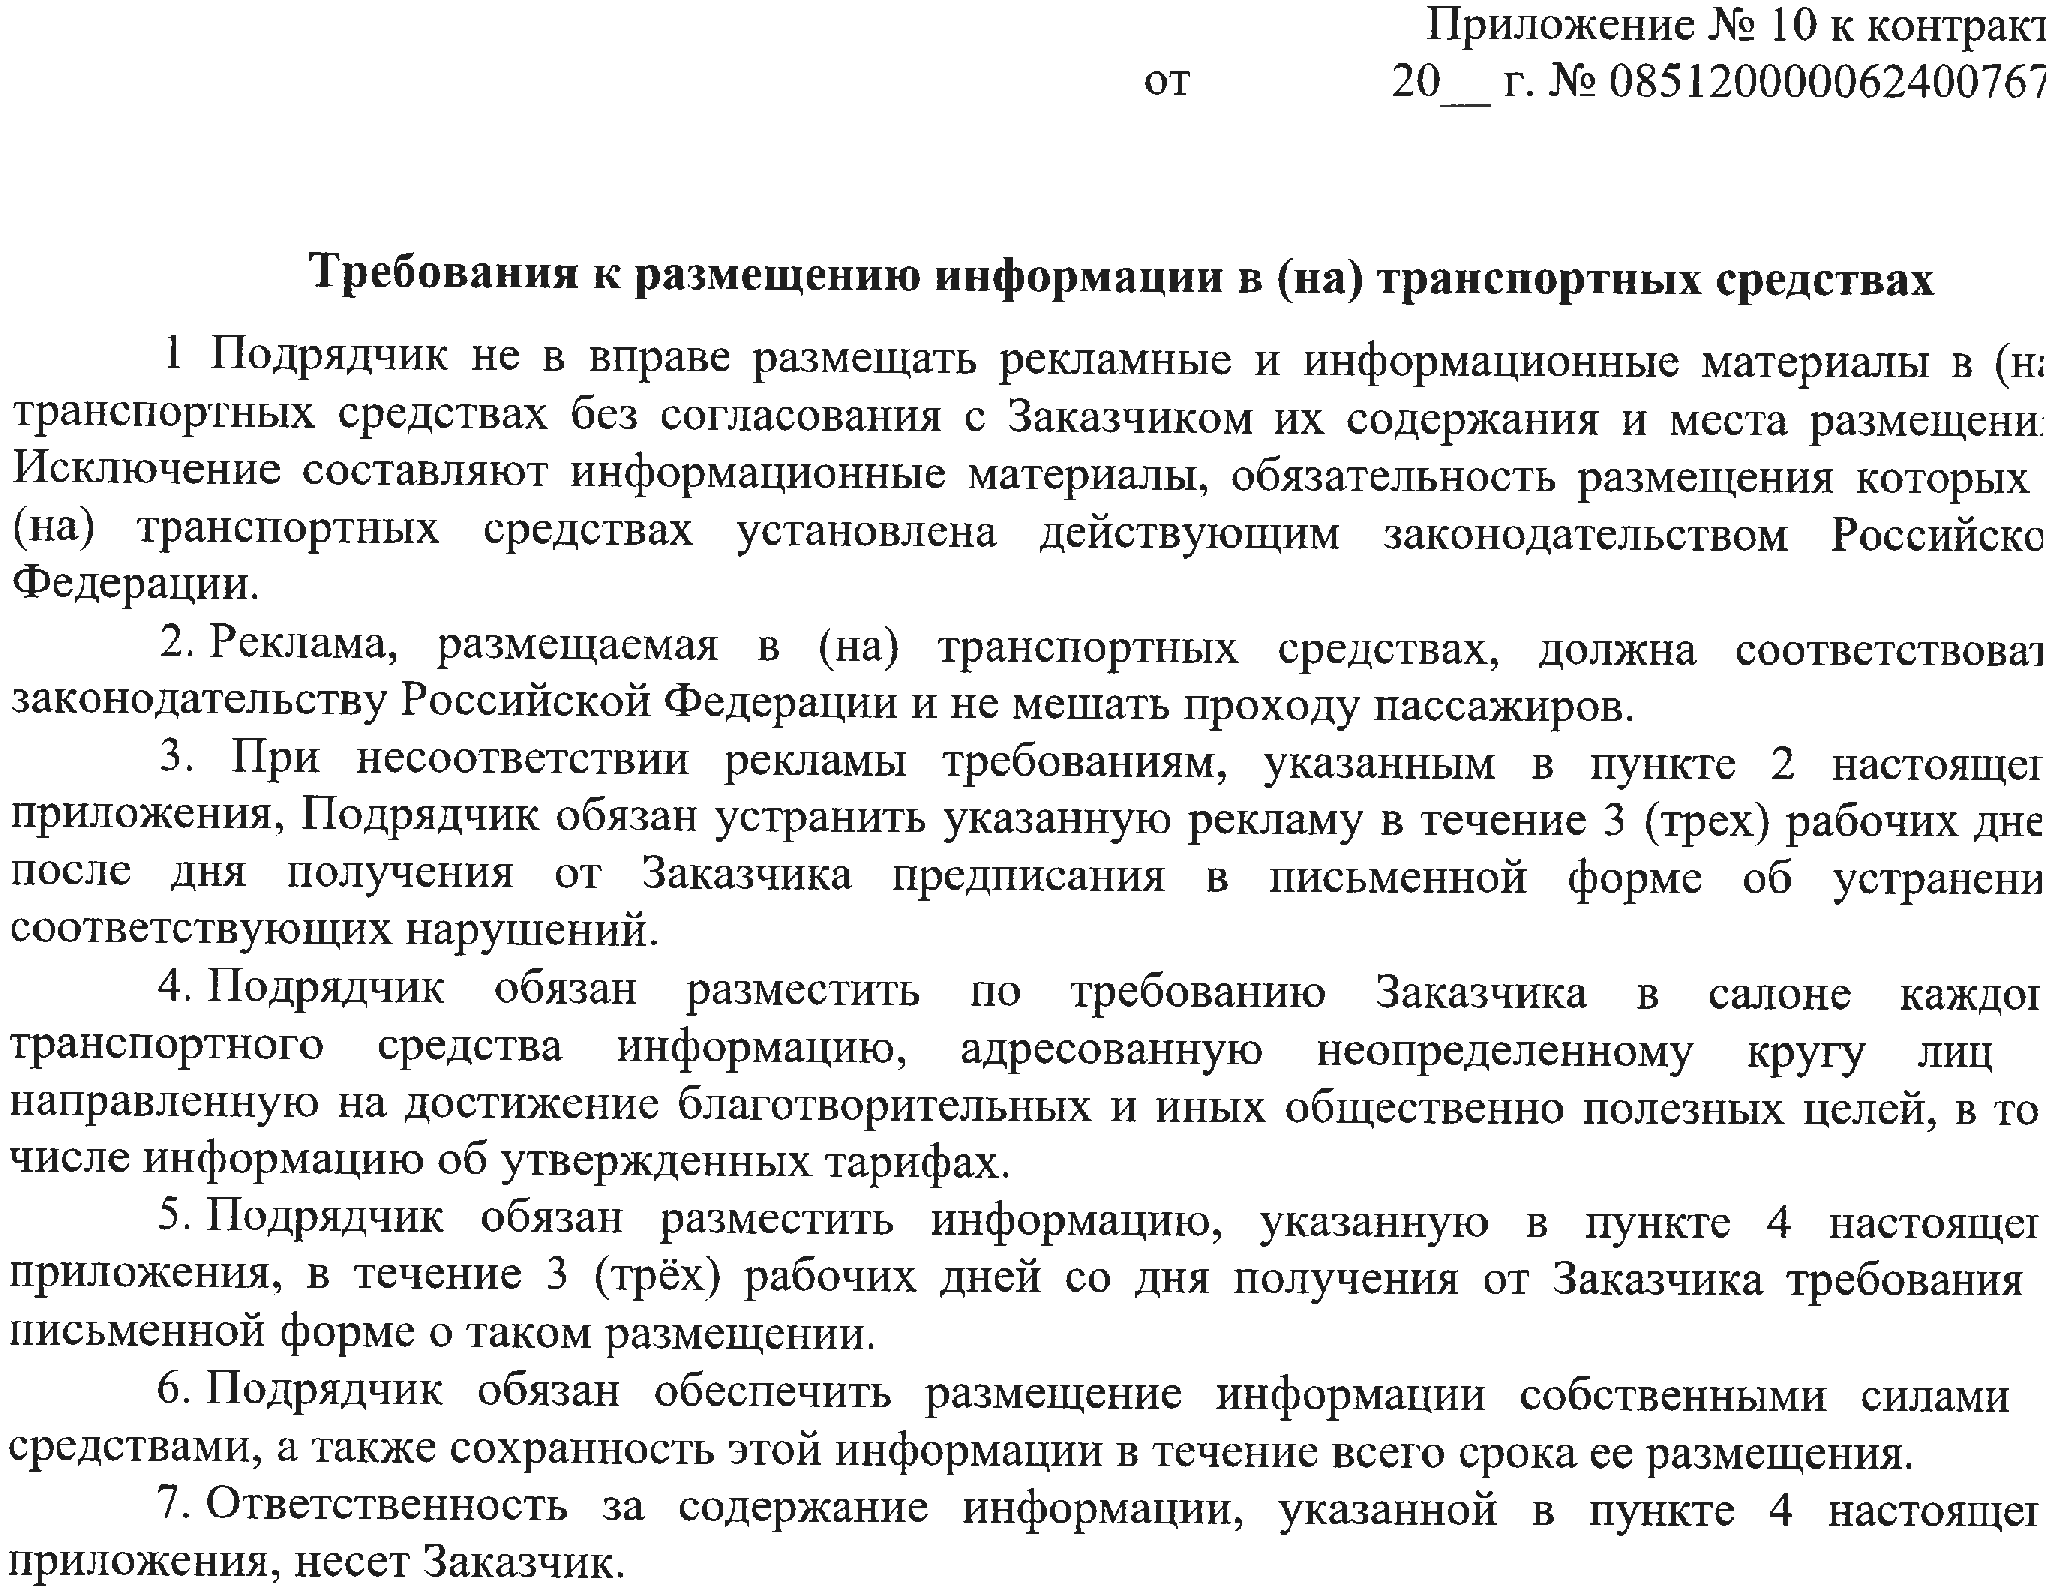 Приложение № 10 к контракт
от 20__ г. № 085120000062400767
Требования к размещению информации в (на) транспортных средствах
1 Подрядчик не в вправе размещать рекламные и информационные материалы в (на
транспортных средствах без согласования с Заказчиком их содержания и места размещени
Исключение составляют информационные материалы, обязательность размещения которых
(на) транспортных средствах установлена действующим законодательством Российско
Федерации.
2. Реклама, размещаемая в (на) транспортных средствах, должна соответствоват
законодательству Российской Федерации и не мешать проходу пассажиров.
3. При несоответствии рекламы требованиям, указанным в пункте 2 настоящег
приложения, Подрядчик обязан устранить указанную рекламу в течение 3 (трех) рабочих дне
после дня получения от Заказчика предписания в письменной форме об устранени
соответствующих нарушений.
4. Подрядчик обязан разместить по требованию Заказчика в салоне каждог
транспортного средства информацию, адресованную неопределенному кругу лиц
направленную на достижение благотворительных и иных общественно полезных целей, в то
числе информацию об утвержденных тарифах.
5. Подрядчик обязан разместить информацию, указанную в пункте 4 настоящег
приложения, в течение 3 (трёх) рабочих дней со дня получения от Заказчика требования
письменной форме о таком размещении.
6. Подрядчик обязан обеспечить размещение информации собственными силами
средствами, а также сохранность этой информации в течение всего срока ее размещения.
7. Ответственность за содержание информации, указанной в пункте 4 настоящег
приложения, несет Заказчик.